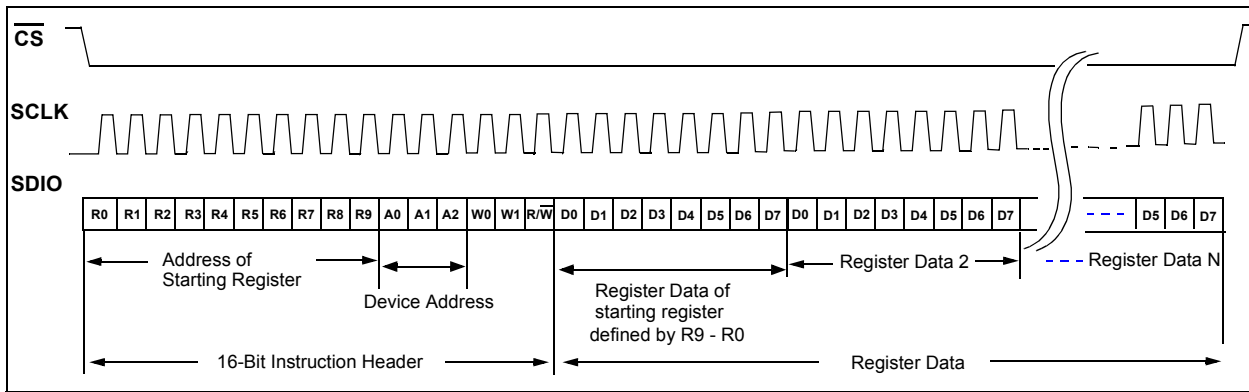 CS
SCLK
SDIO
R0 R1 R2 R3 R4 R5 R6 R7 R8 R9 A0 A1 A2 W0 W1 R/W D0 D1 D2 D3 D4 D5 D6 D7 D0 D1 D2 D3 D4 D5 D6 D7 D5 D6 D7
Address of
Starting Register
Device Address
Register Data of
starting register
defined by R9 - R0
Register Data 2
Register Data N
16-Bit Instruction Header
Register Data